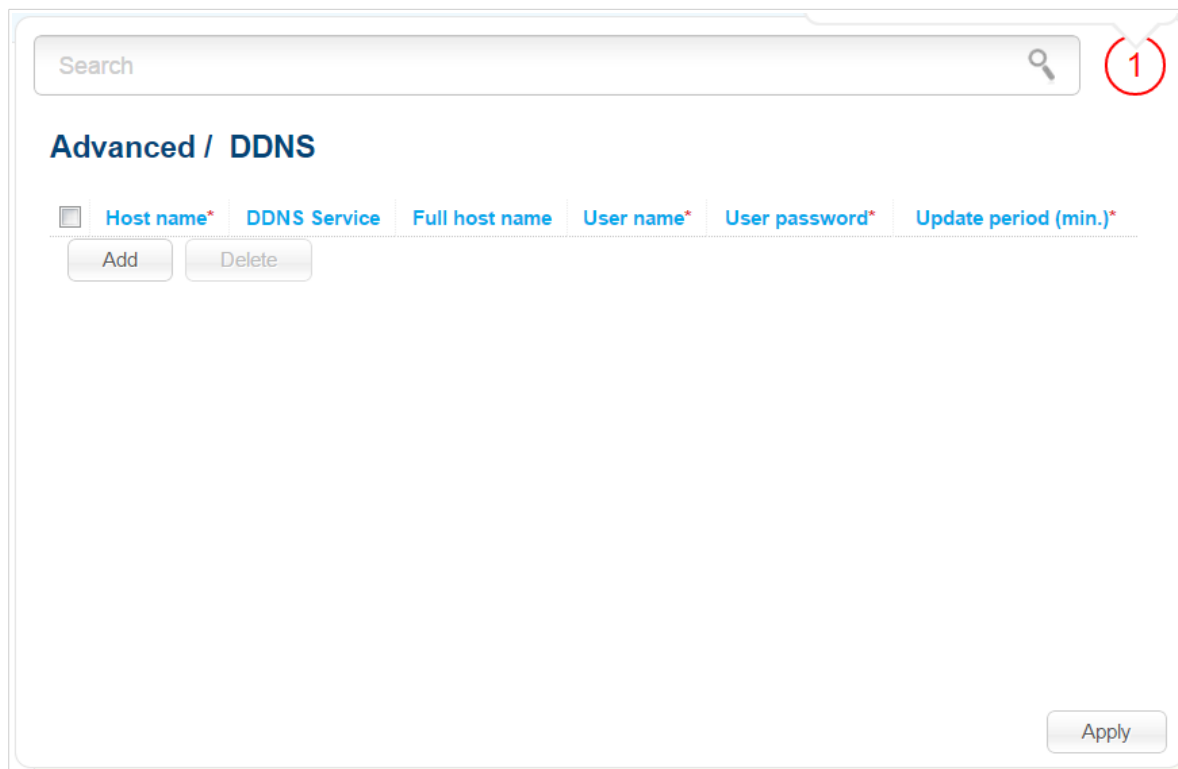 Search
1
Advanced / DDNS
Host name* DDNS Service Full host name User name* User password* Update period (min.)*
Add Delete
Apply